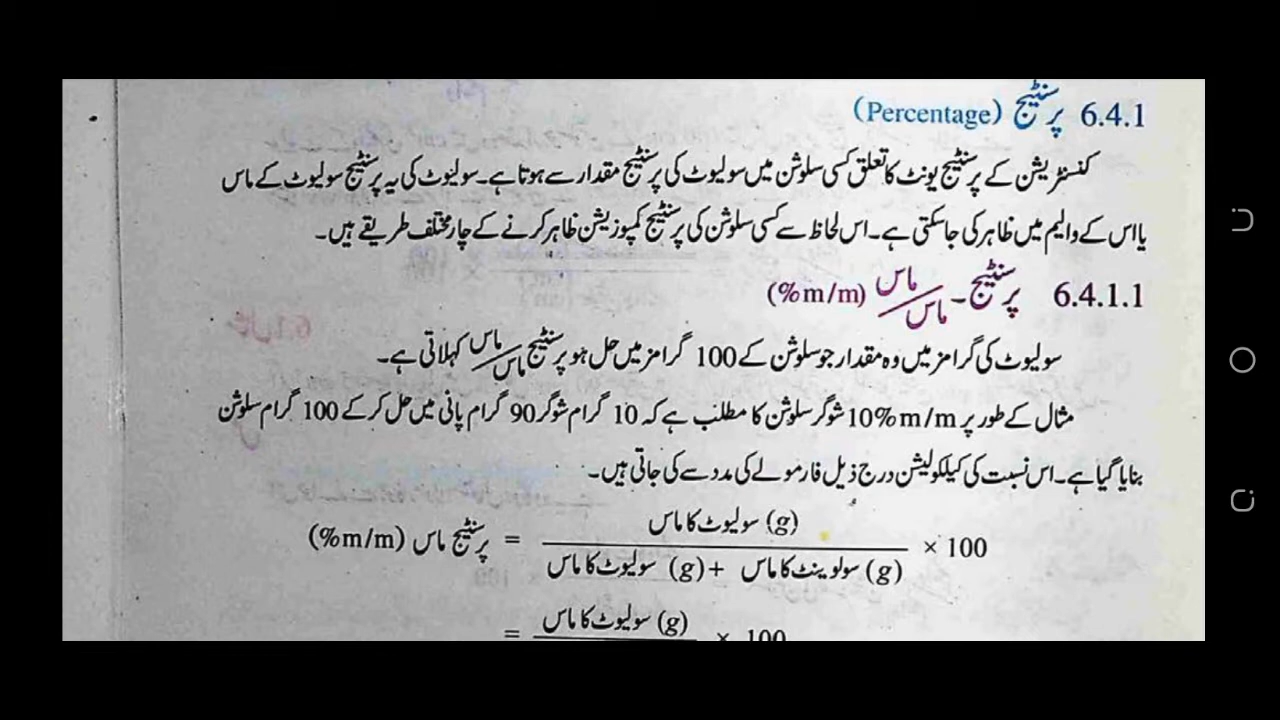 6.4.1 پرسنٹیج (Percentage)
کنسنٹریشن کے پرسنٹیج یونٹ کا تعلق کسی سلوشن میں سولیوٹ کی پرسنٹیج مقدار سے ہوتا ہے۔ سولیوٹ کی یہ پرسنٹیج سولیوٹ کے ماس
یا اس کے والیم میں ظاہر کی جاسکتی ہے۔ اس لحاظ سے کسی سلوشن کی پرسنٹیج کمپوزیشن ظاہر کرنے کے چار مختلف طریقے ہیں۔
6.4.1.1 پرسنٹیج۔ ماس/ماس (%m/m)
سولیوٹ کی گرامز میں وہ مقدار جو سلوشن کے 100 گرامز میں حل ہو پرسنٹیج ماس/ماس کہلاتی ہے۔
مثال کے طور پر 10%m/m شوگر سلوشن کا مطلب ہے کہ 10 گرام شوگر 90 گرام پانی میں حل کر کے 100 گرام سلوشن
بنایا گیا ہے۔ اس نسبت کی کیلکولیشن درج ذیل فارمولے کی مدد سے کی جاتی ہیں۔
سولیوٹ کا ماس (g)
پرسنٹیج ماس (%m/m) = × 100
سولیوٹ کا ماس (g) + سولوینٹ کا ماس (g)
سولیوٹ کا ماس (g)
= × 100